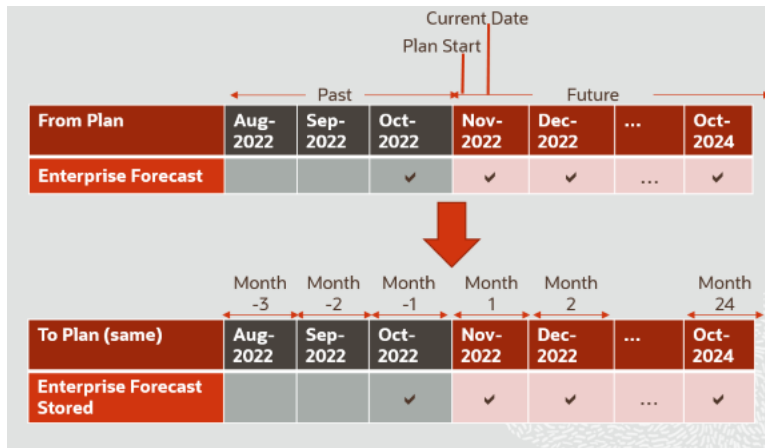 Current Date
Plan Start
Past
Future
From Plan Aug-2022 Sep-2022 Oct-2022 Nov-2022 Dec-2022 ... Oct-2024
Enterprise Forecast ✓ ✓ ✓ ... ✓
Month -3 Month -2 Month -1 Month 1 Month 2 Month 24
To Plan (same) Aug-2022 Sep-2022 Oct-2022 Nov-2022 Dec-2022 ... Oct-2024
Enterprise Forecast Stored ✓ ✓ ✓ ... ✓